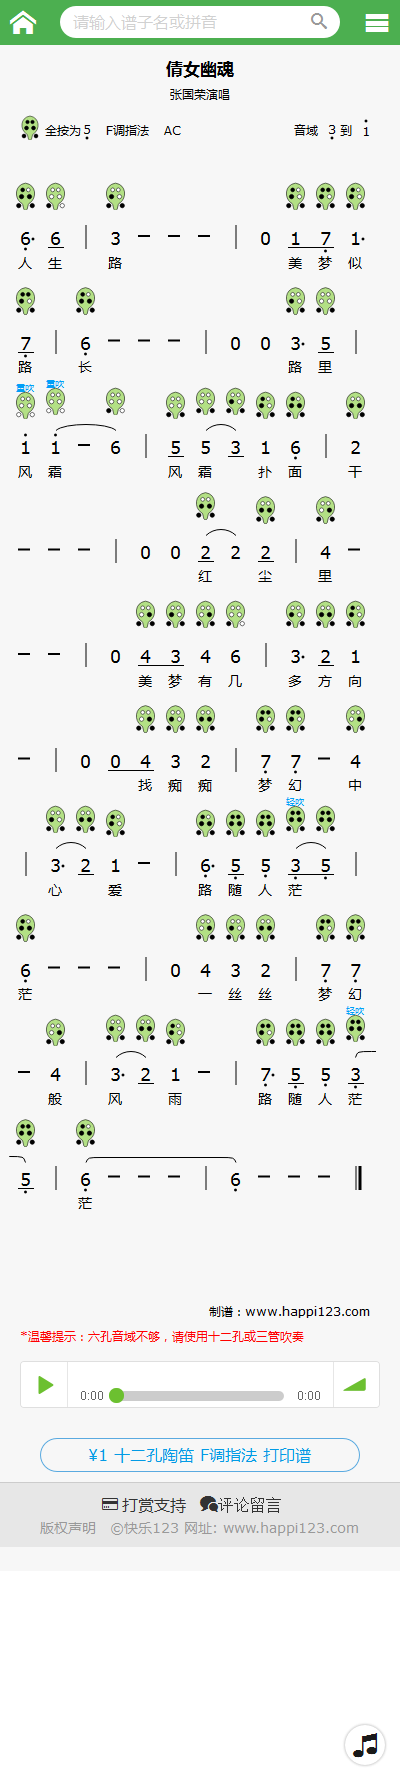 请输入谱子名或拼音
倩女幽魂
张国荣演唱
全按为 5 F调指法 AC 音域 3 到 1
6· 6 | 3 - - - | 0 1 7 1·
人 生 路 美 梦 似
7 | 6 - - - | 0 0 3· 5 |
路 长 路 里
重吹 重吹
1 1 - 6 | 5 5 3 1 6 | 2
风 霜 风 霜 扑 面 干
- - - | 0 0 2 2 2 | 4 -
红 尘 里
- - | 0 4 3 4 6 | 3· 2 1
美 梦 有 几 多 方 向
- | 0 0 4 3 2 | 7 7 - 4
找 痴 痴 梦 幻 中
轻吹
| 3· 2 1 - | 6· 5 5 3 5 |
心 爱 路 随 人 茫
6 - - - | 0 4 3 2 | 7 7
茫 一 丝 丝 梦 幻
轻吹
- 4 | 3· 2 1 - | 7· 5 5 3
般 风 雨 路 随 人 茫
5 | 6 - - - | 6 - - - ‖
茫
制谱：www.happi123.com
*温馨提示：六孔音域不够，请使用十二孔或三管吹奏
0:00 0:00
¥1 十二孔陶笛 F调指法 打印谱
打赏支持 评论留言
版权声明 ©快乐123 网址: www.happi123.com